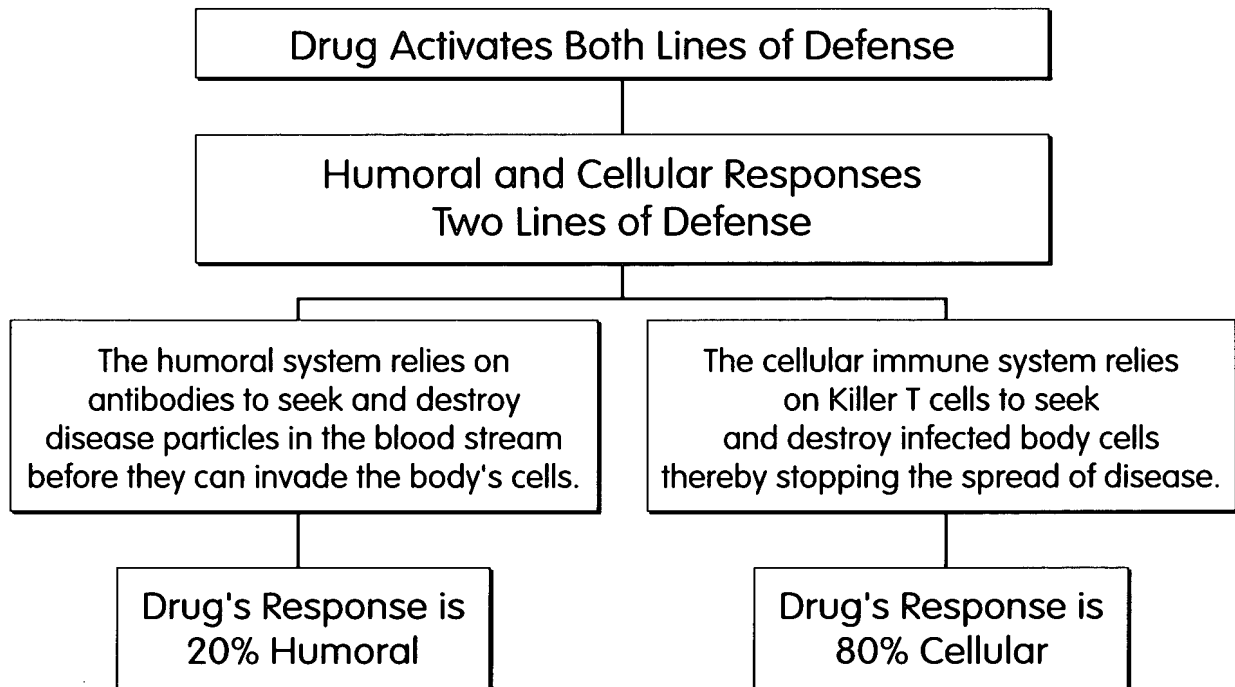 Drug Activates Both Lines of Defense
Humoral and Cellular Responses
Two Lines of Defense
The humoral system relies on
antibodies to seek and destroy
disease particles in the blood stream
before they can invade the body's cells.
The cellular immune system relies
on Killer T cells to seek
and destroy infected body cells
thereby stopping the spread of disease.
Drug's Response is
20% Humoral
Drug's Response is
80% Cellular